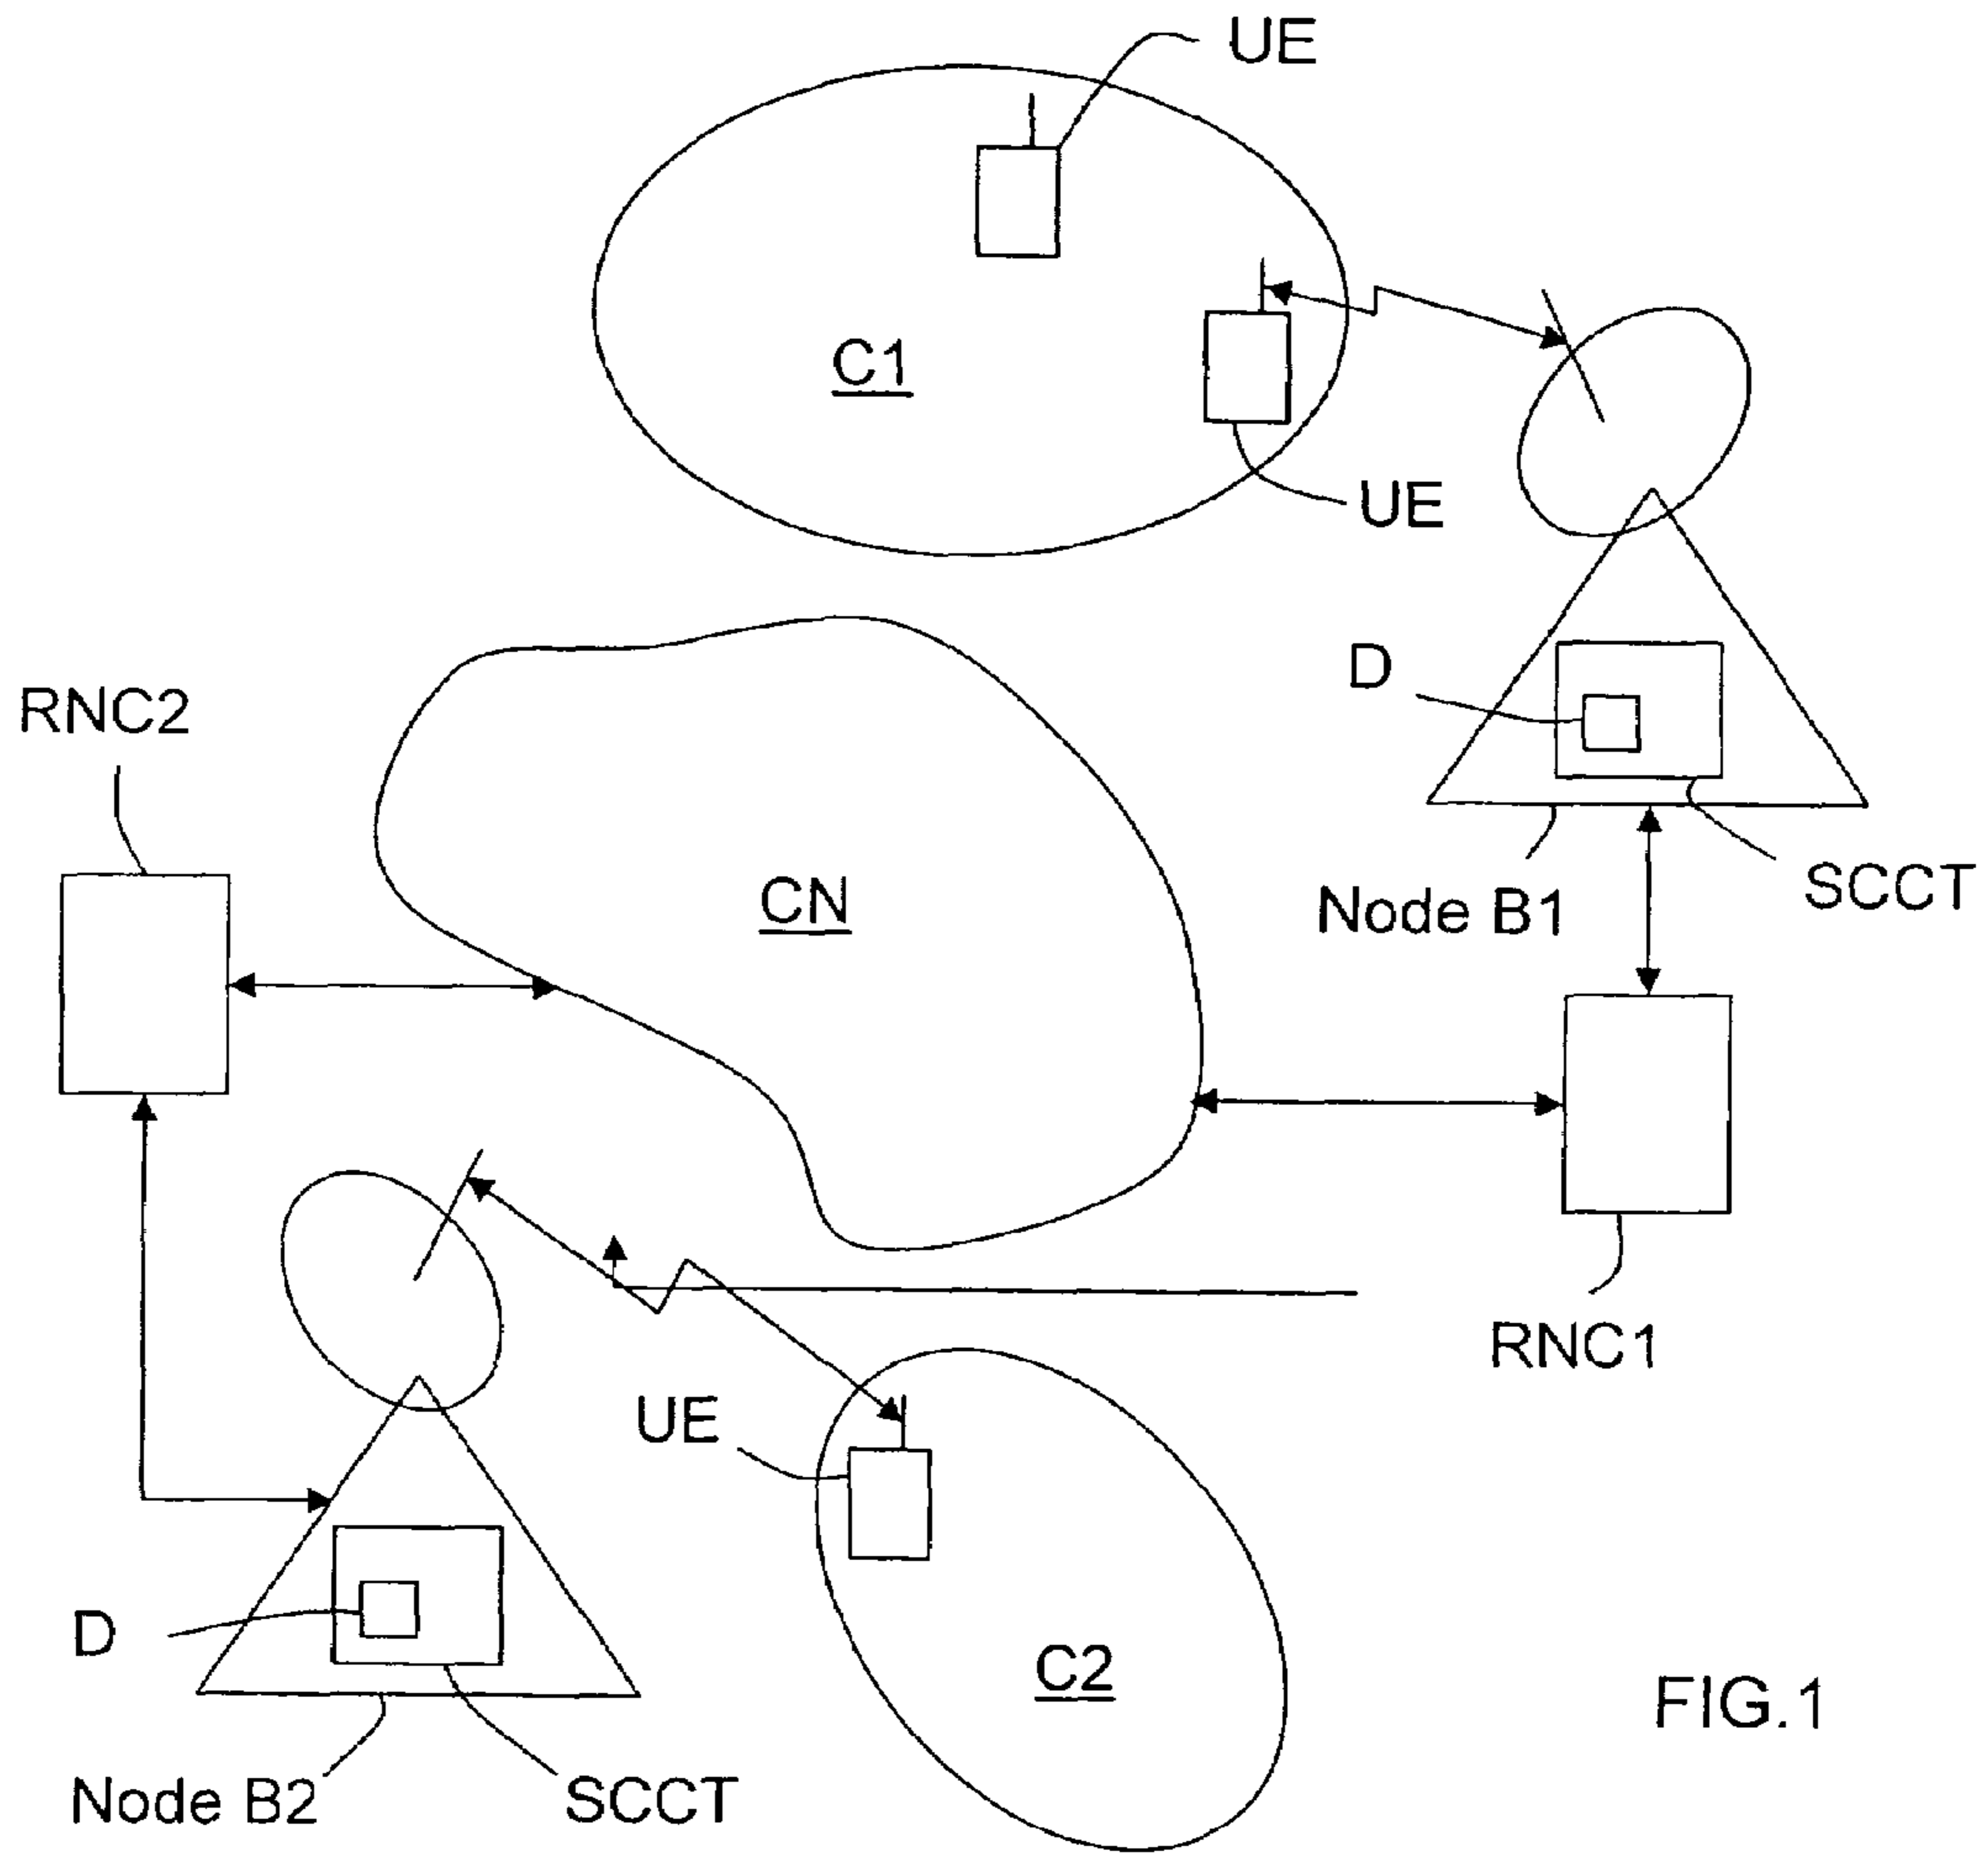 UE
C1
UE
D
RNC2
CN
SCCT
Node B1
RNC1
UE
D
C2
FIG.1
Node B2
SCCT